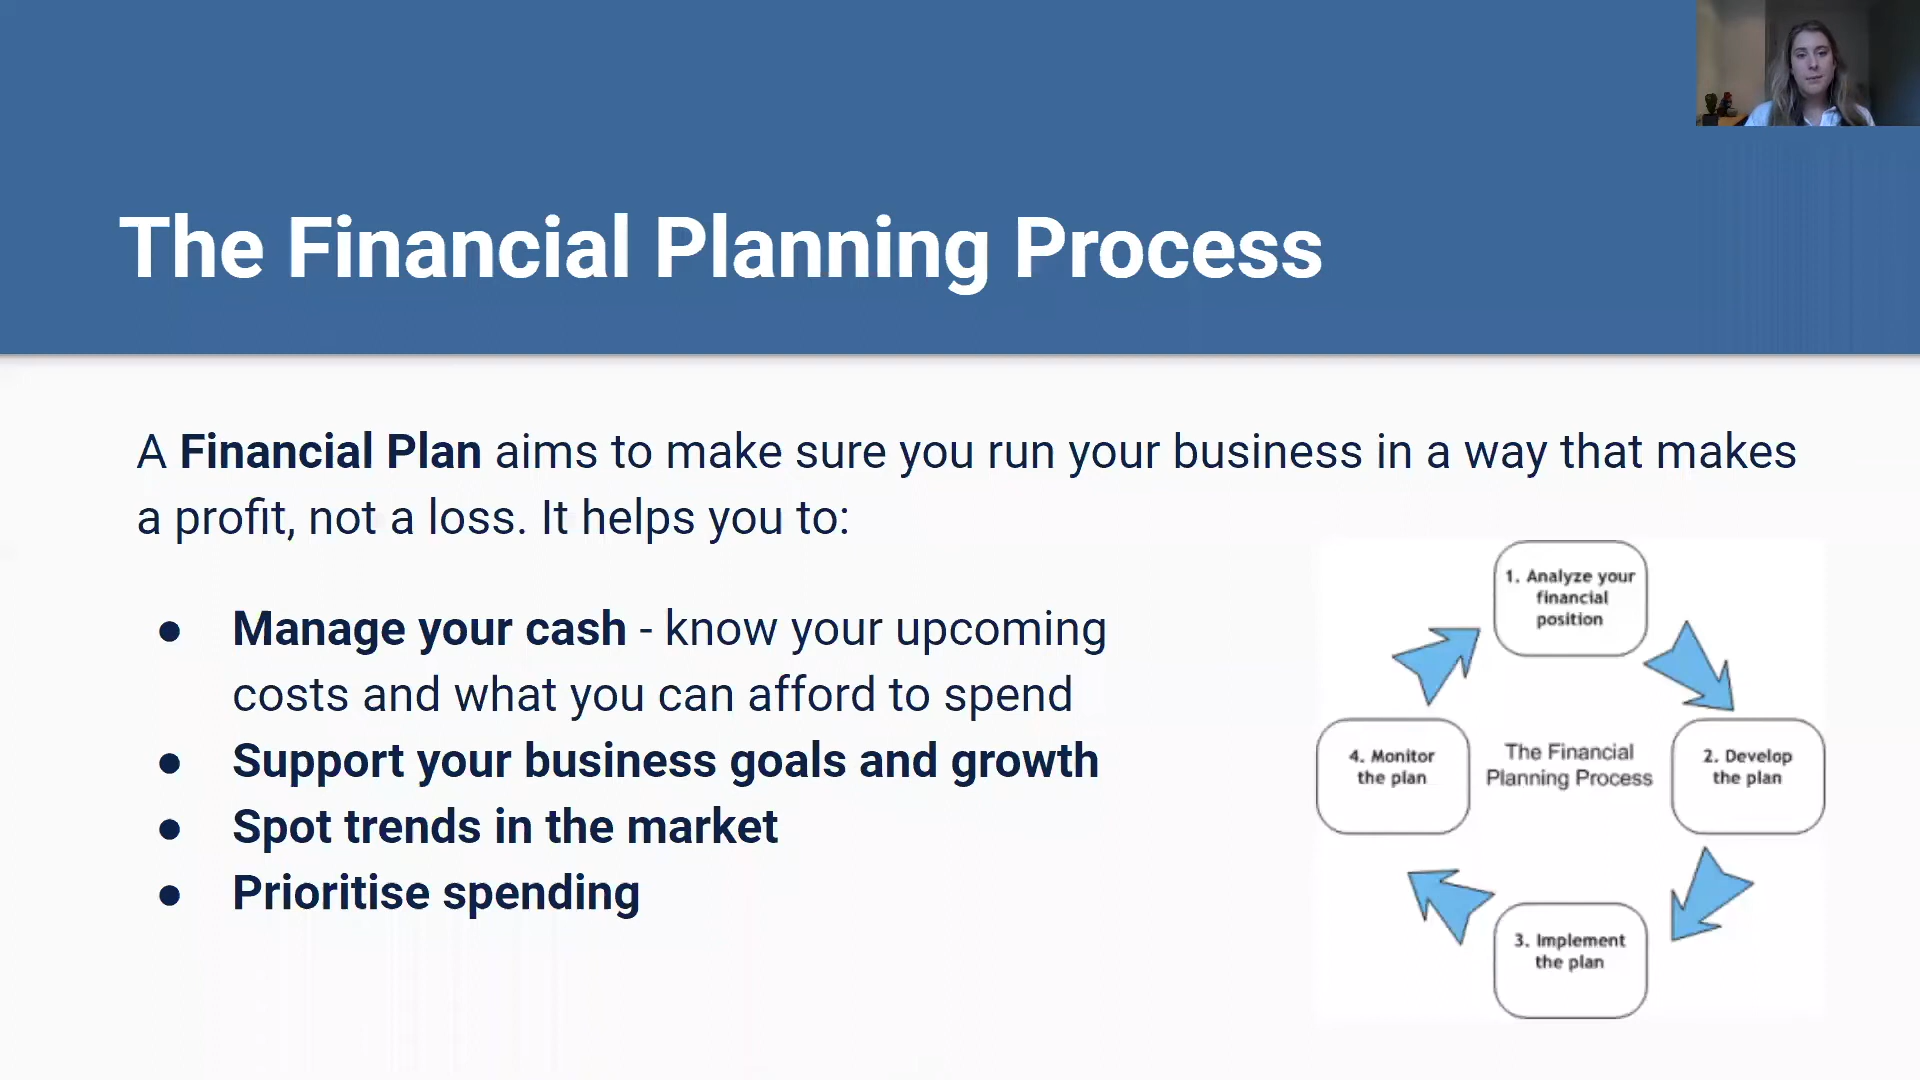 The Financial Planning Process
A Financial Plan aims to make sure you run your business in a way that makes
a profit, not a loss. It helps you to:
● Manage your cash - know your upcoming
costs and what you can afford to spend
● Support your business goals and growth
● Spot trends in the market
● Prioritise spending
1. Analyze your
financial
position
2. Develop
the plan
3. Implement
the plan
4. Monitor
the plan
The Financial
Planning Process